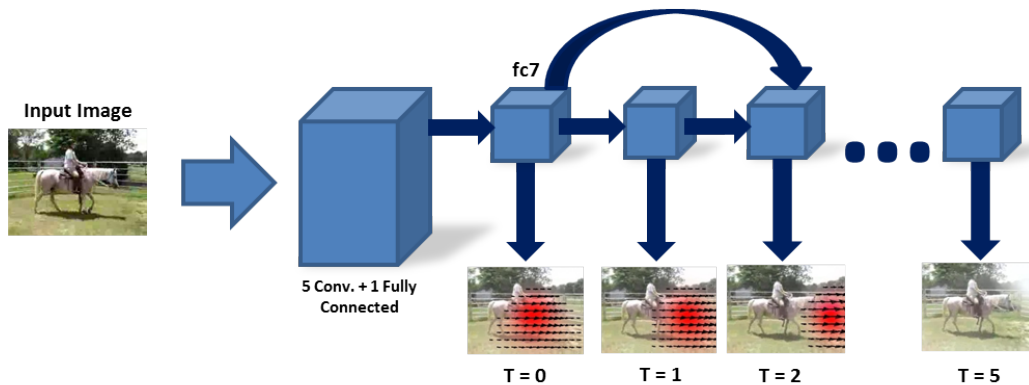 fc7
Input Image
5 Conv. + 1 Fully
Connected
T = 0
T = 1
T = 2
T = 5